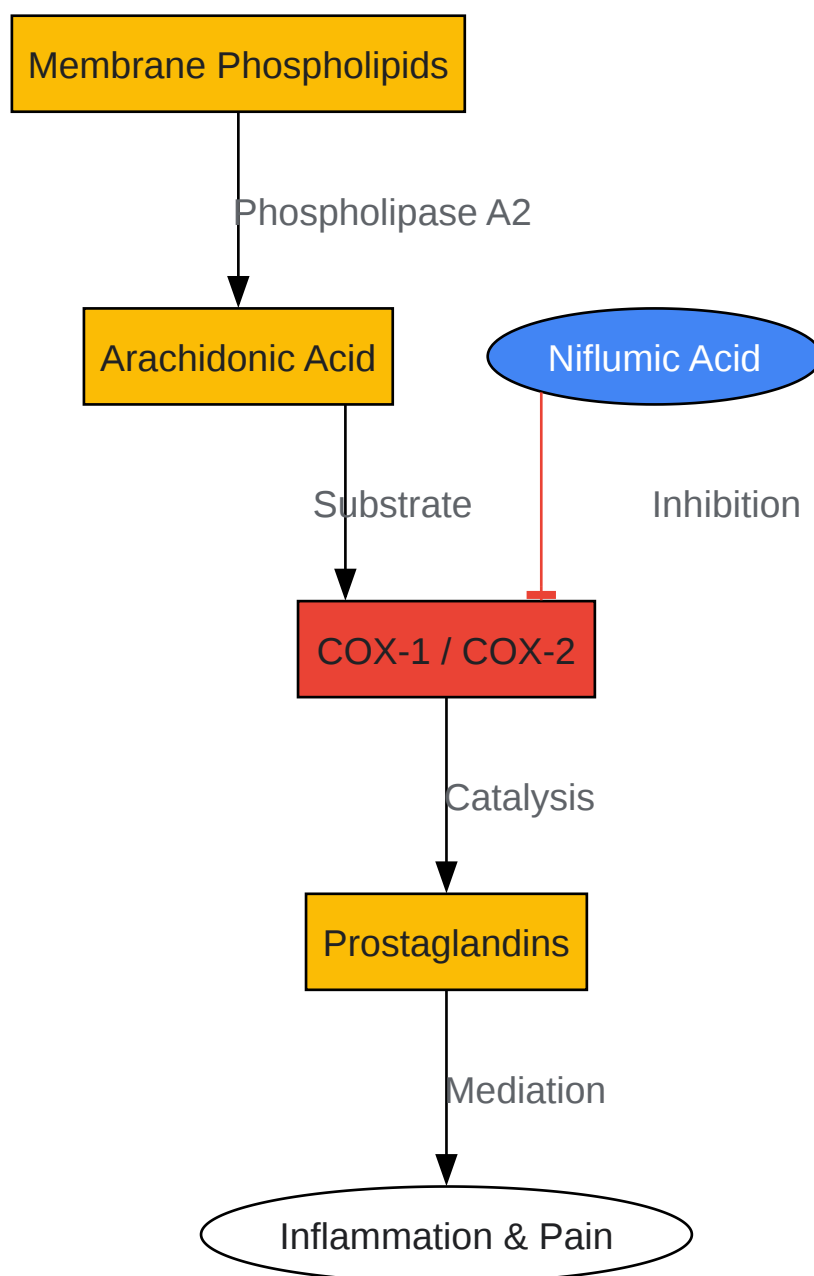 Membrane Phospholipids
Phospholipase A2
Arachidonic Acid
Niflumic Acid
Substrate
Inhibition
COX-1 / COX-2
Catalysis
Prostaglandins
Mediation
Inflammation & Pain